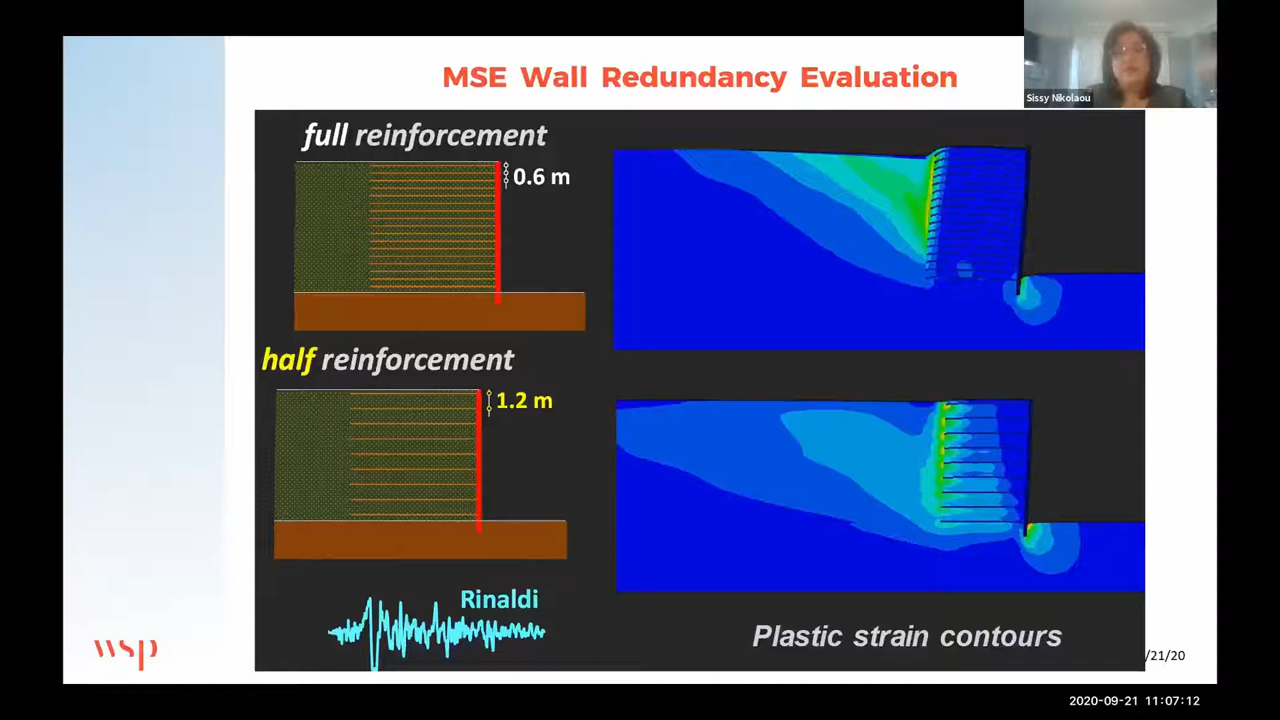 MSE Wall Redundancy Evaluation
Sissy Nikolaou
full reinforcement
0.6 m
half reinforcement
1.2 m
Rinaldi
Plastic strain contours
wsp
/21/20
2020-09-21 11:07:12